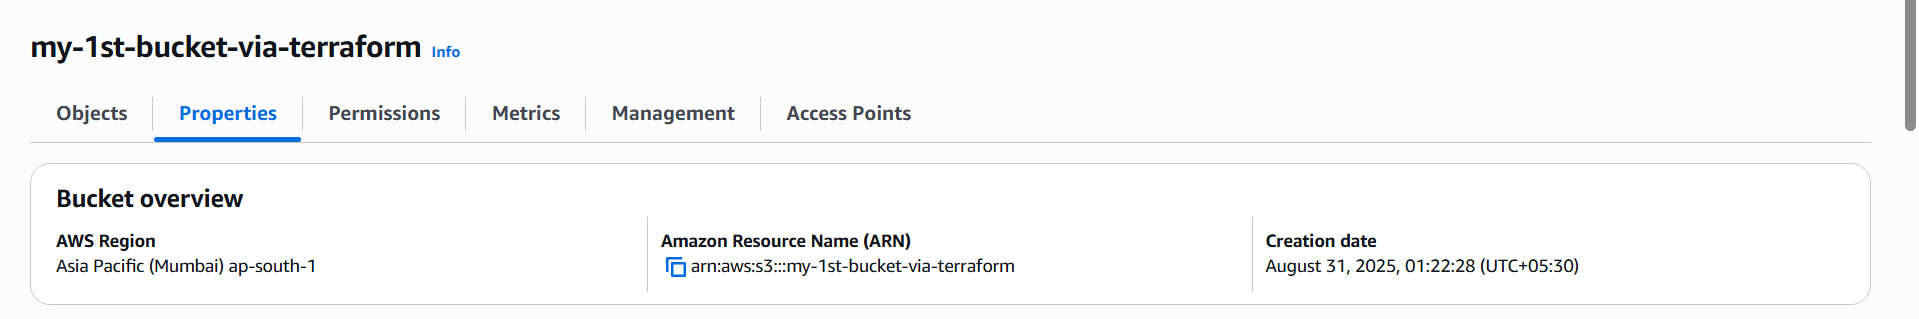 my-1st-bucket-via-terraform Info
Objects Properties Permissions Metrics Management Access Points
Bucket overview
AWS Region
Asia Pacific (Mumbai) ap-south-1
Amazon Resource Name (ARN)
arn:aws:s3:::my-1st-bucket-via-terraform
Creation date
August 31, 2025, 01:22:28 (UTC+05:30)